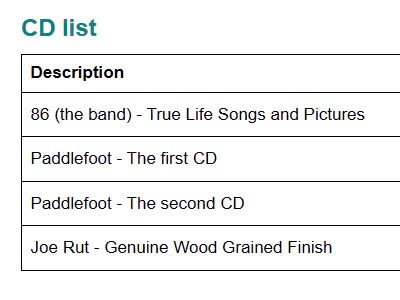 CD list
Description
86 (the band) - True Life Songs and Pictures
Paddlefoot - The first CD
Paddlefoot - The second CD
Joe Rut - Genuine Wood Grained Finish